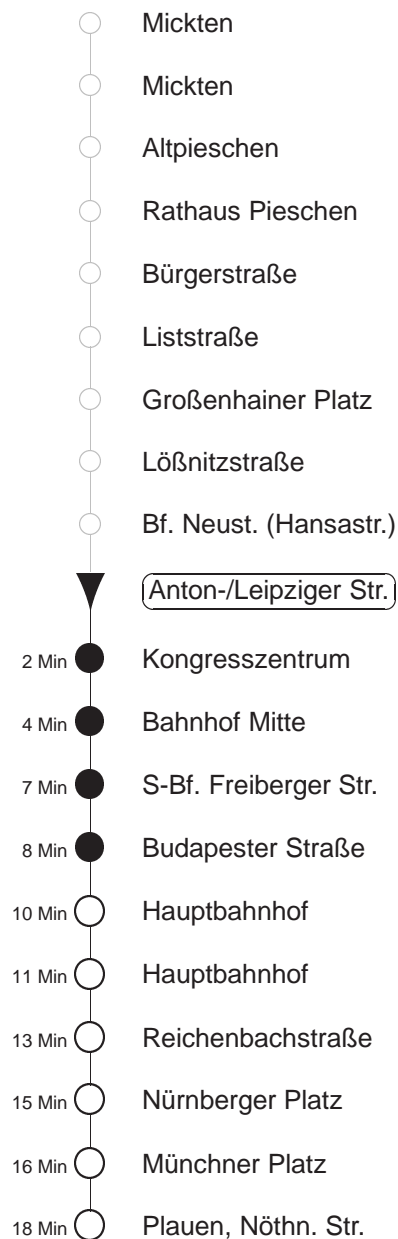 Mickten
Mickten
Altpieschen
Rathaus Pieschen
Bürgerstraße
Liststraße
Großenhainer Platz
Lößnitzstraße
Bf. Neust. (Hansastr.)
Anton-/Leipziger Str.
2 Min Kongresszentrum
4 Min Bahnhof Mitte
7 Min S-Bf. Freiberger Str.
8 Min Budapester Straße
10 Min Hauptbahnhof
11 Min Hauptbahnhof
13 Min Reichenbachstraße
15 Min Nürnberger Platz
16 Min Münchner Platz
18 Min Plauen, Nöthn. Str.